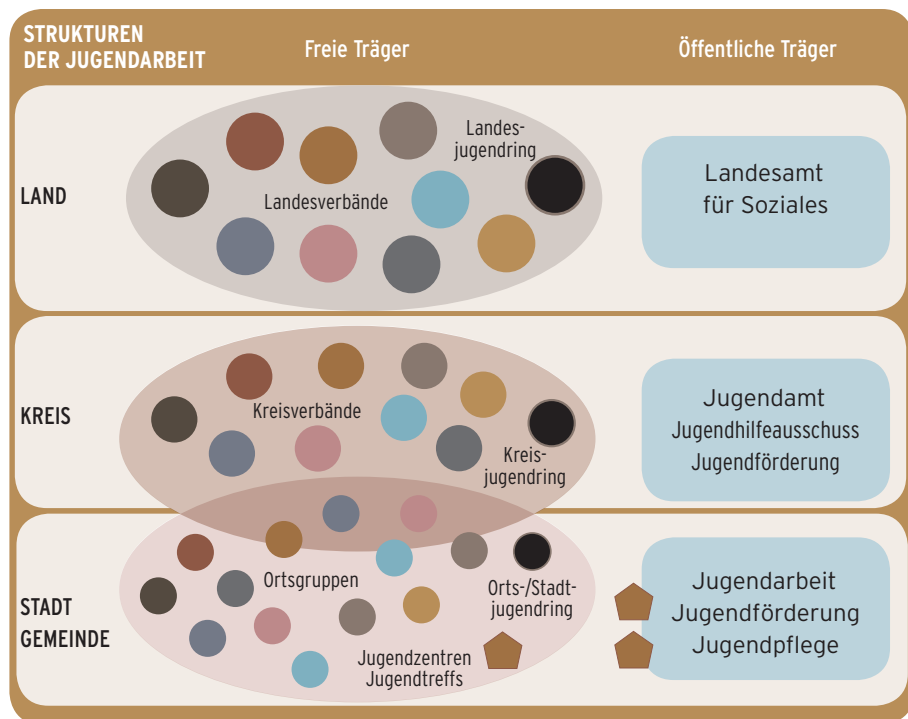 STRUKTUREN
DER JUGENDARBEIT
Freie Träger
Öffentliche Träger
LAND
Landes-
jugendring
Landesverbände
Landesamt
für Soziales
KREIS
Kreisverbände
Kreis-
jugendring
Jugendamt
Jugendhilfeausschuss
Jugendförderung
STADT
GEMEINDE
Ortsgruppen
Orts-/Stadt-
jugendring
Jugendzentren
Jugendtreffs
Jugendarbeit
Jugendförderung
Jugendpflege